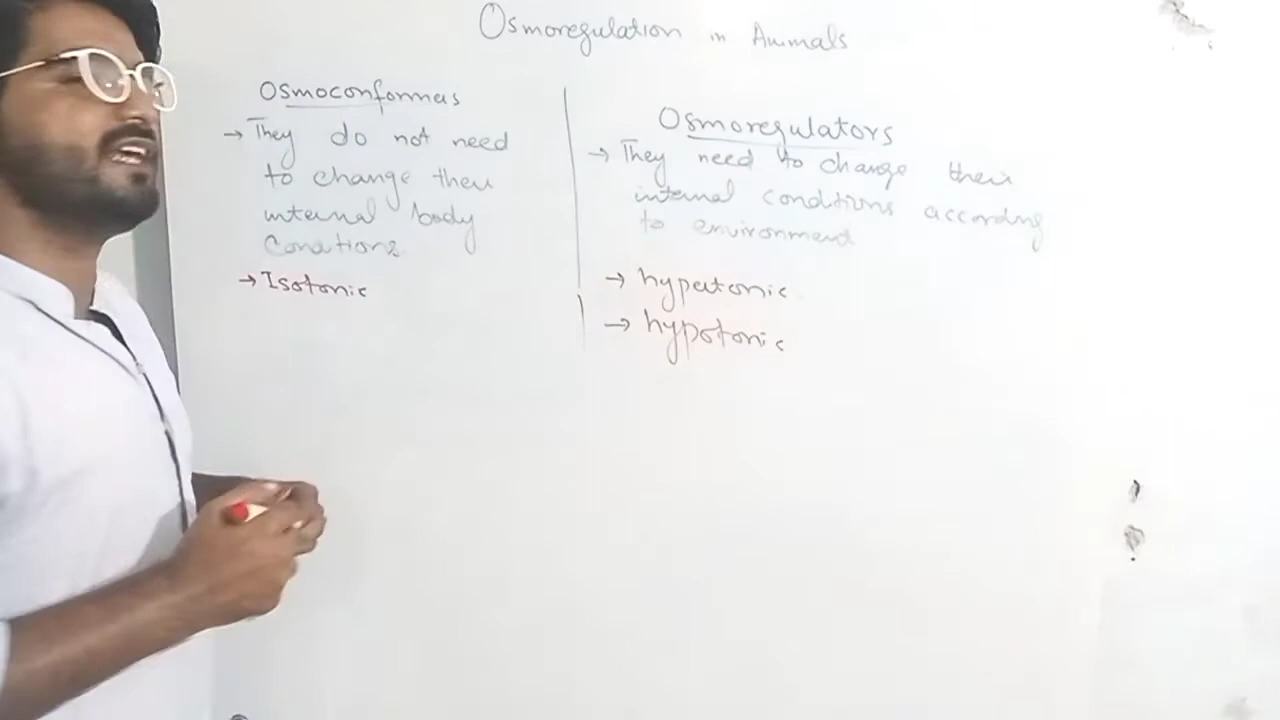 Osmoregulation in Animals
Osmoconformers
→ They do not need
to change their
internal body
Conditions
→ Isotonic
Osmoregulators
→ They need to change their
internal conditions according
to environment
→ hypertonic
→ hypotonic